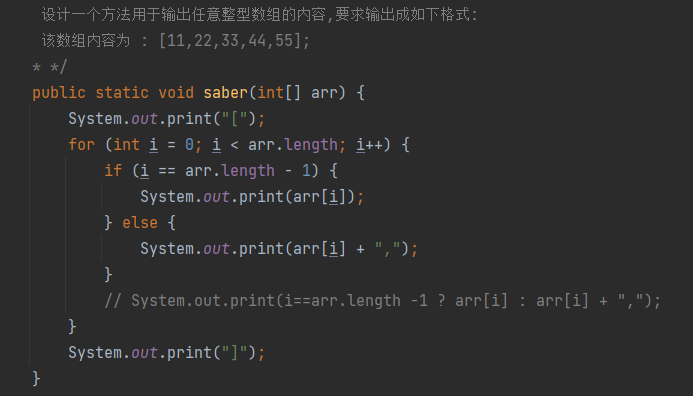 设计一个方法用于输出任意整型数组的内容,要求输出成如下格式:
该数组内容为 : [11,22,33,44,55];
* */
public static void saber(int[] arr) {
    System.out.print("[");
    for (int i = 0; i < arr.length; i++) {
        if (i == arr.length - 1) {
            System.out.print(arr[i]);
        } else {
            System.out.print(arr[i] + ",");
        }
        // System.out.print(i==arr.length -1 ? arr[i] : arr[i] + ",");
    }
    System.out.print("]");
}